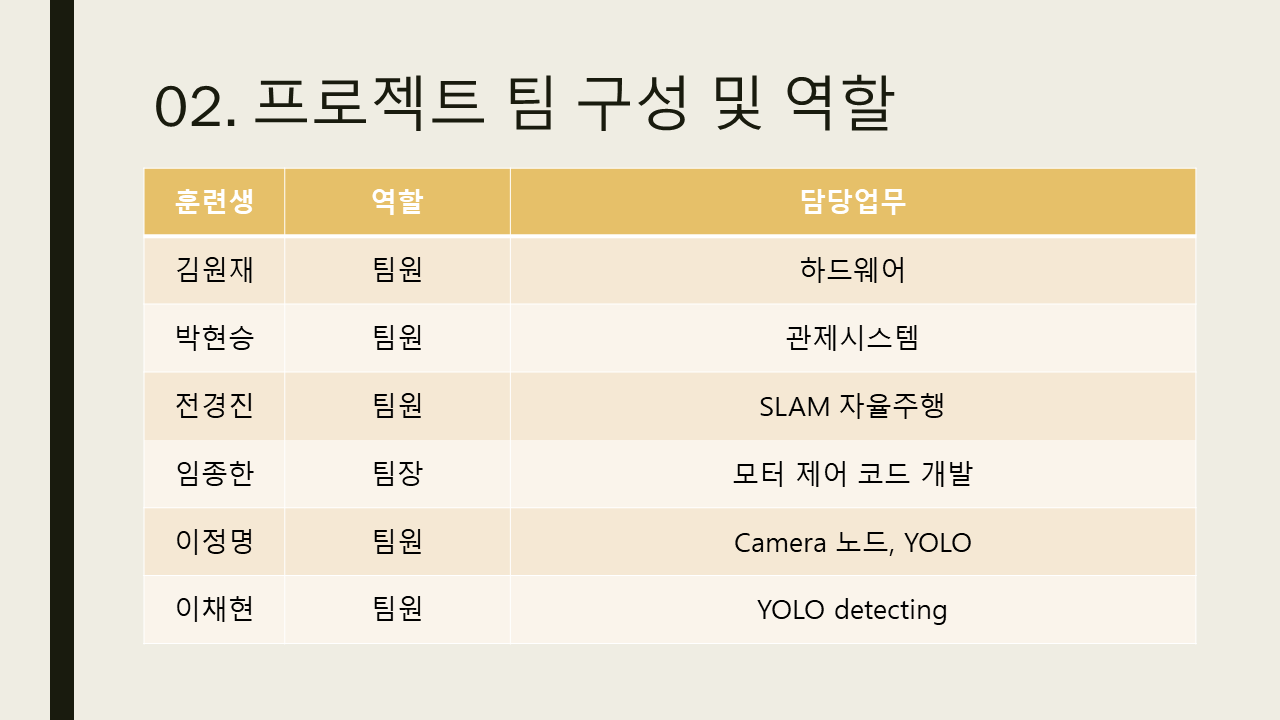 02. 프로젝트 팀 구성 및 역할
훈련생 역할 담당업무
김원재 팀원 하드웨어
박현승 팀원 관제시스템
전경진 팀원 SLAM 자율주행
임종한 팀장 모터 제어 코드 개발
이정명 팀원 Camera 노드, YOLO
이채현 팀원 YOLO detecting